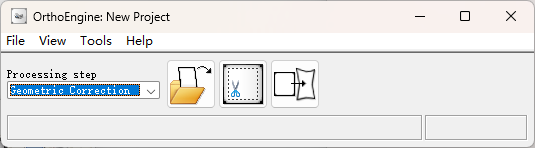 OrthoEngine: New Project
File View Tools Help
Processing step
Geometric Correction